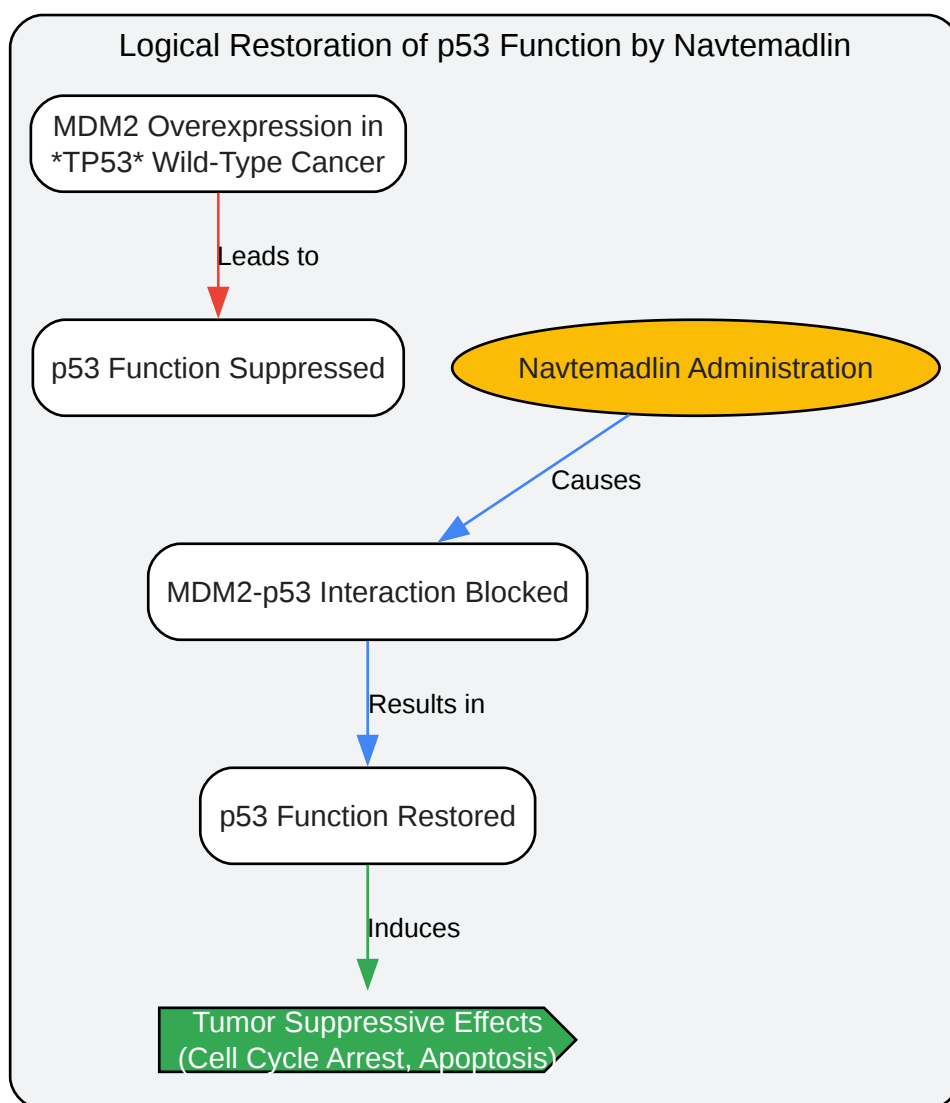 Logical Restoration of p53 Function by Navtemadlin
MDM2 Overexpression in
*TP53* Wild-Type Cancer
Leads to
p53 Function Suppressed
Navtemadlin Administration
Causes
MDM2-p53 Interaction Blocked
Results in
p53 Function Restored
Induces
Tumor Suppressive Effects
(Cell Cycle Arrest, Apoptosis)